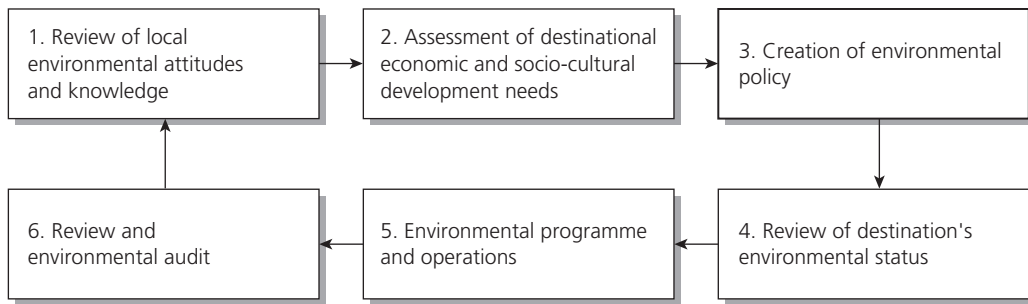 1. Review of local
environmental attitudes
and knowledge
2. Assessment of destinational
economic and socio-cultural
development needs
3. Creation of environmental
policy
4. Review of destination's
environmental status
5. Environmental programme
and operations
6. Review and
environmental audit